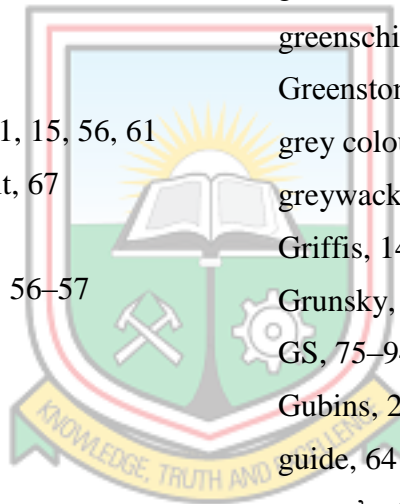 1, 15, 56, 61
t, 67
56–57
greenschi
Greenston
grey colou
greywack
Griffis, 14
Grunsky,
GS, 75–9
Gubins, 2
guide, 64
KNOWLEDGE, TRUTH AND EXCELLENCE